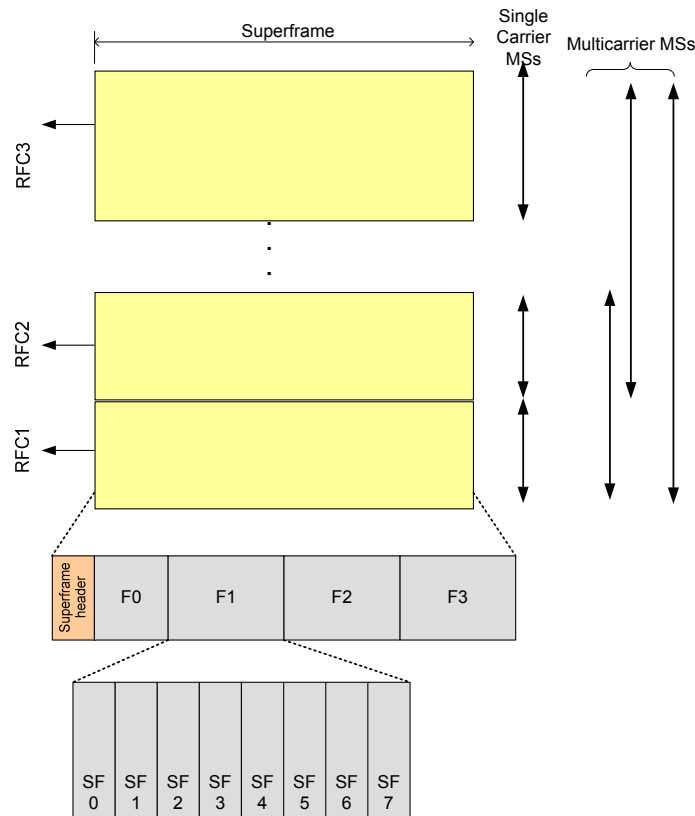 Superframe
Single
Carrier
MSs
Multicarrier MSs
RFC3
RFC2
RFC1
Superframe
header
F0
F1
F2
F3
SF
0
SF
1
SF
2
SF
3
SF
4
SF
5
SF
6
SF
7